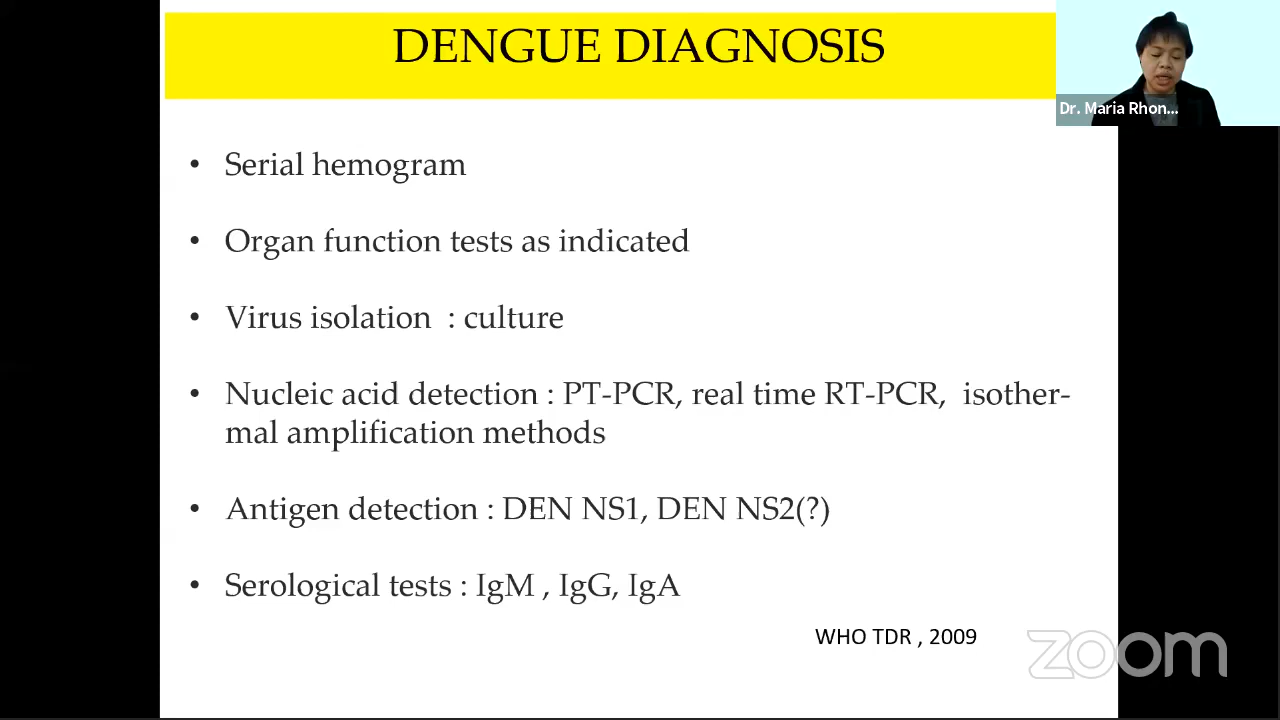 DENGUE DIAGNOSIS
Dr. Maria Rhon...
• Serial hemogram
• Organ function tests as indicated
• Virus isolation : culture
• Nucleic acid detection : PT-PCR, real time RT-PCR, isother-
mal amplification methods
• Antigen detection : DEN NS1, DEN NS2(?)
• Serological tests : IgM , IgG, IgA
WHO TDR , 2009
zoom